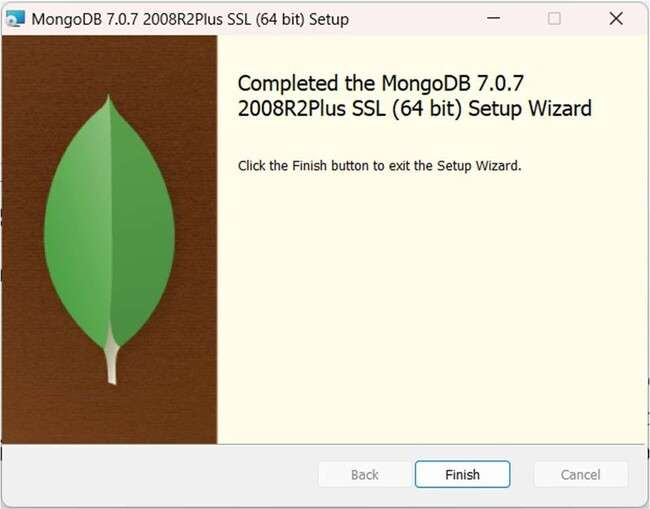 MongoDB 7.0.7 2008R2Plus SSL (64 bit) Setup
Completed the MongoDB 7.0.7
2008R2Plus SSL (64 bit) Setup Wizard
Click the Finish button to exit the Setup Wizard.
Back
Finish
Cancel